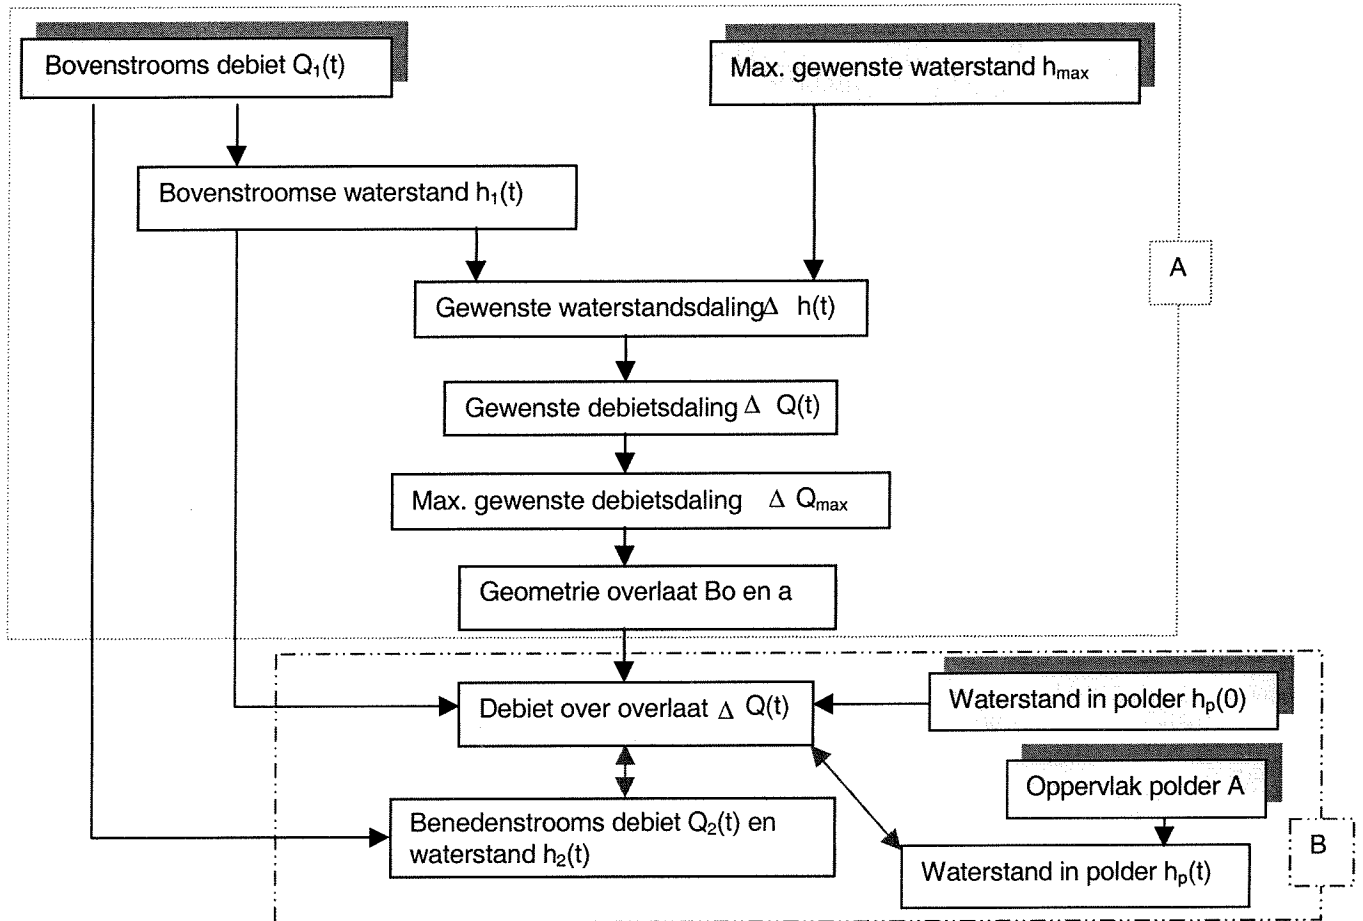 Bovenstrooms debiet Q₁(t)
Max. gewenste waterstand hmax
Bovenstroomse waterstand h₁(t)
A
Gewenste waterstandsdaling Δ h(t)
Gewenste debietsdaling Δ Q(t)
Max. gewenste debietsdaling Δ Qmax
Geometrie overlaat Bo en a
Debiet over overlaat Δ Q(t)
Waterstand in polder hp(0)
Oppervlak polder A
Benedenstrooms debiet Q₂(t) en
waterstand h₂(t)
B
Waterstand in polder hp(t)